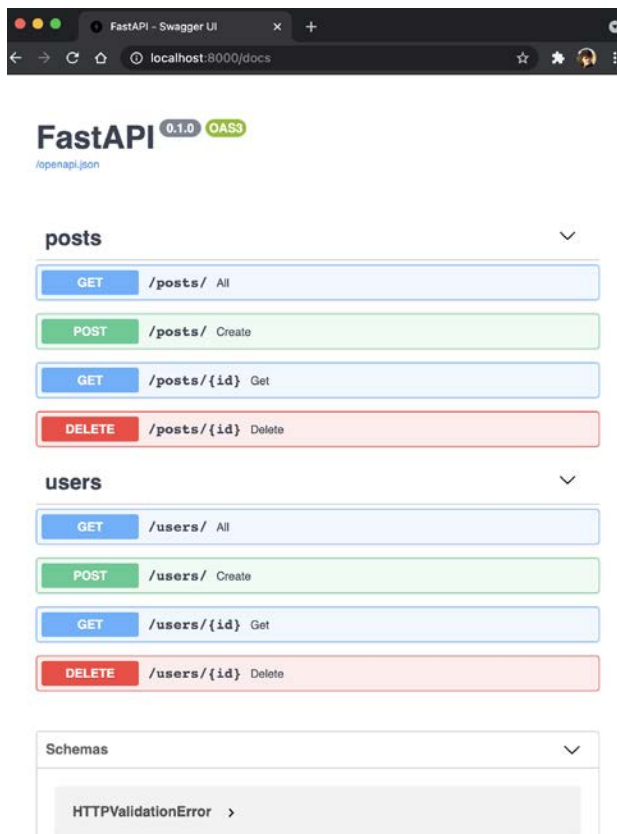 FastAPI - Swagger UI
localhost:8000/docs
FastAPI 0.1.0 OAS3
/openapi.json
posts
GET /posts/ All
POST /posts/ Create
GET /posts/{id} Get
DELETE /posts/{id} Delete
users
GET /users/ All
POST /users/ Create
GET /users/{id} Get
DELETE /users/{id} Delete
Schemas
HTTPValidationError